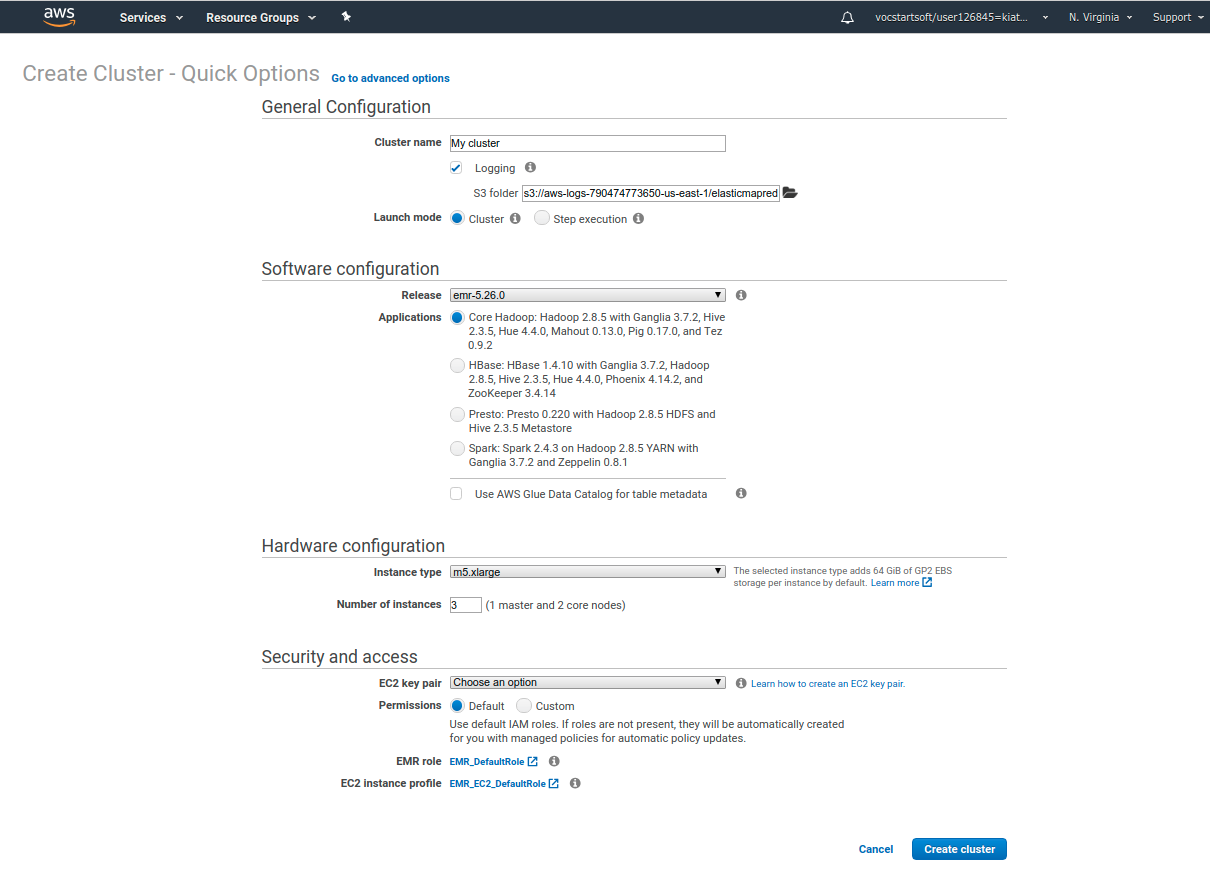 aws Services Resource Groups vocstartsoft/user126845=kiat... N. Virginia Support
Create Cluster - Quick Options Go to advanced options
General Configuration
Cluster name My cluster
Logging
S3 folder s3://aws-logs-790474773650-us-east-1/elasticmapred
Launch mode Cluster Step execution
Software configuration
Release emr-5.26.0
Applications Core Hadoop: Hadoop 2.8.5 with Ganglia 3.7.2, Hive
2.3.5, Hue 4.4.0, Mahout 0.13.0, Pig 0.17.0, and Tez
0.9.2
HBase: HBase 1.4.10 with Ganglia 3.7.2, Hadoop
2.8.5, Hive 2.3.5, Hue 4.4.0, Phoenix 4.14.2, and
ZooKeeper 3.4.14
Presto: Presto 0.220 with Hadoop 2.8.5 HDFS and
Hive 2.3.5 Metastore
Spark: Spark 2.4.3 on Hadoop 2.8.5 YARN with
Ganglia 3.7.2 and Zeppelin 0.8.1
Use AWS Glue Data Catalog for table metadata
Hardware configuration
Instance type m5.xlarge The selected instance type adds 64 GiB of GP2 EBS
storage per instance by default. Learn more
Number of instances 3 (1 master and 2 core nodes)
Security and access
EC2 key pair Choose an option Learn how to create an EC2 key pair.
Permissions Default Custom
Use default IAM roles. If roles are not present, they will be automatically created
for you with managed policies for automatic policy updates.
EMR role EMR_DefaultRole
EC2 instance profile EMR_EC2_DefaultRole
Cancel Create cluster